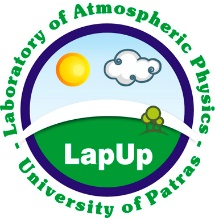 Laboratory of Atmospheric Physics -
LapUp
- University of Patras